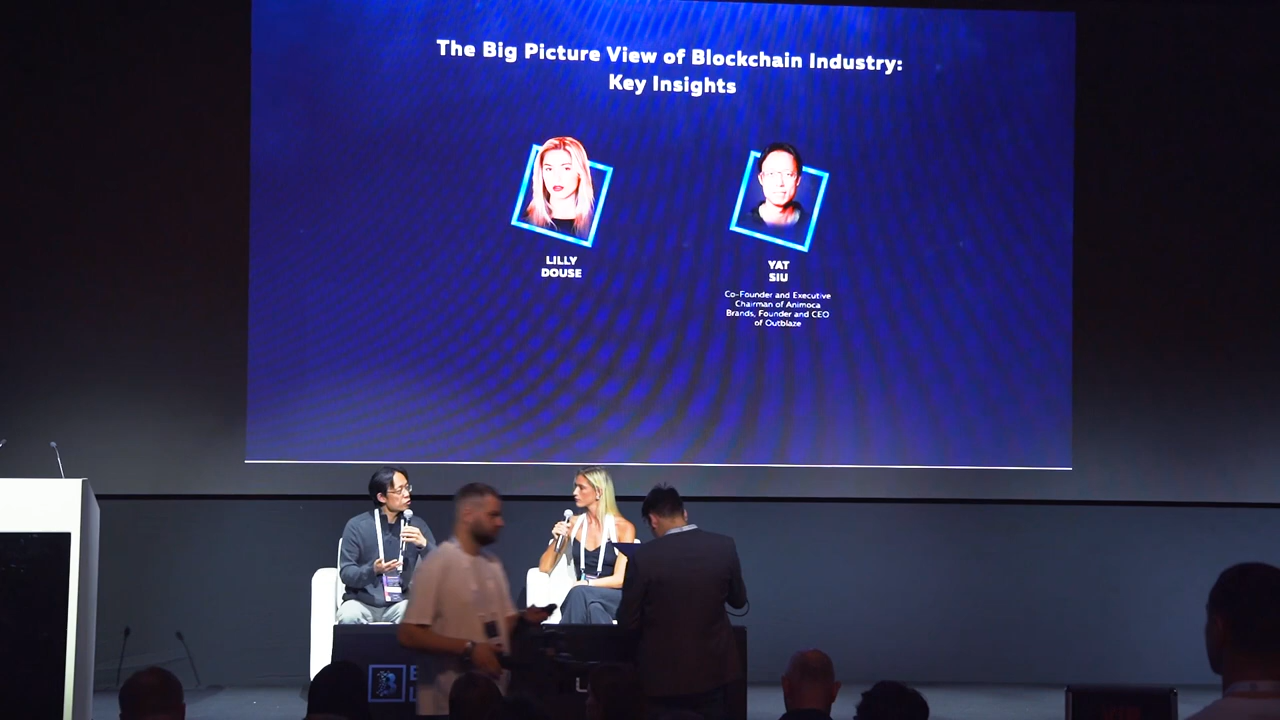 The Big Picture View of Blockchain Industry:
Key Insights
LILLY
DOUSE
YAT
SIU
Co-Founder and Executive
Chairman of Animoca
Brands, Founder and CEO
of Outblaze